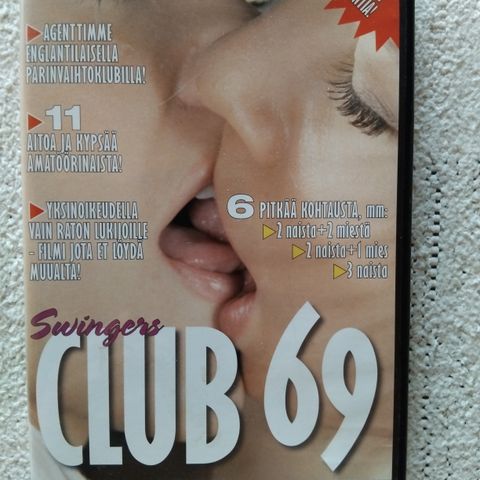 AGENTTIMME
ENGLANTILAISELLA
PARINVAIHTOKLUBILLA!
11
AITOA JA KYPSÄÄ
AMATÖÖRINAISTA!
YKSINOIKEUDELLA
VAIN RATON LUKIJOILLE
- FILMI JOTA ET LÖYDÄ
MUUALTA!
6 PITKÄÄ KOHTAUSTA, MM:
2 naista+2 miestä
2 naista+1 mies
3 naista
Swingers
CLUB 69